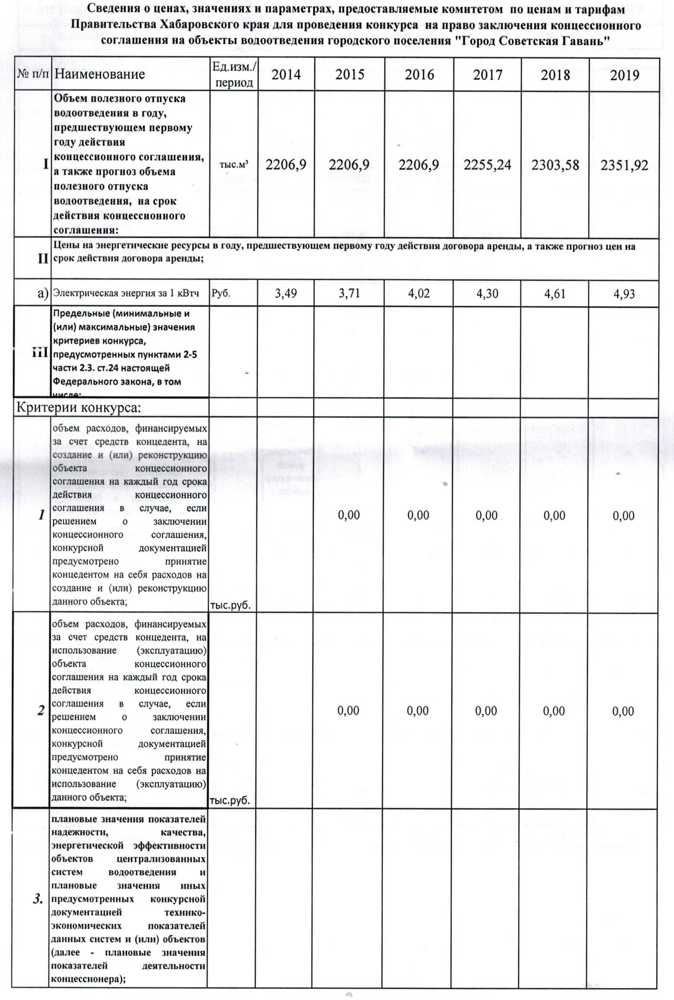 Сведения о ценах, значениях и параметрах, предоставляемые комитетом по ценам и тарифам
Правительства Хабаровского края для проведения конкурса на право заключения концессионного
соглашения на объекты водоотведения городского поселения "Город Советская Гавань"
№ п/п Наименование Ед.изм./ период 2014 2015 2016 2017 2018 2019
Объем полезного отпуска
водоотведения в году,
предшествующем первому
году действия
концессионного соглашения,
I тыс.м³ 2206,9 2206,9 2206,9 2255,24 2303,58 2351,92
а также прогноз объема
полезного отпуска
водоотведения, на срок
действия концессионного
соглашения:
Цены на энергетические ресурсы в году, предшествующем первому году действия договора аренды, а также прогноз цен на
II срок действия договора аренды;
а) Электрическая энергия за 1 кВтч Руб. 3,49 3,71 4,02 4,30 4,61 4,93
Предельные (минимальные и
(или) максимальные) значения
критериев конкурса,
III предусмотренных пунктами 2-5
части 2.3. ст.24 настоящей
Федерального закона, в том
числе:
Критерии конкурса:
объем расходов, финансируемых
за счет средств концедента, на
создание и (или) реконструкцию
объекта концессионного
соглашения на каждый год срока
действия концессионного
соглашения в случае, если
1 0,00 0,00 0,00 0,00 0,00
решением о заключении
концессионного соглашения,
конкурсной документацией
предусмотрено принятие
концедентом на себя расходов на
создание и (или) реконструкцию
данного объекта; тыс.руб.
объем расходов, финансируемых
за счет средств концедента, на
использование (эксплуатацию)
объекта концессионного
соглашения на каждый год срока
действия концессионного
соглашения в случае, если
2 0,00 0,00 0,00 0,00 0,00
решением о заключении
концессионного соглашения,
конкурсной документацией
предусмотрено принятие
концедентом на себя расходов на
использование (эксплуатацию)
данного объекта; тыс.руб.
плановые значения показателей
надежности, качества,
энергетической эффективности
объектов централизованных
систем водоотведения и
плановые значения иных
3. предусмотренных конкурсной
документацией технико-
экономических показателей
данных систем и (или) объектов
(далее - плановые значения
показателей деятельности
концессионера);